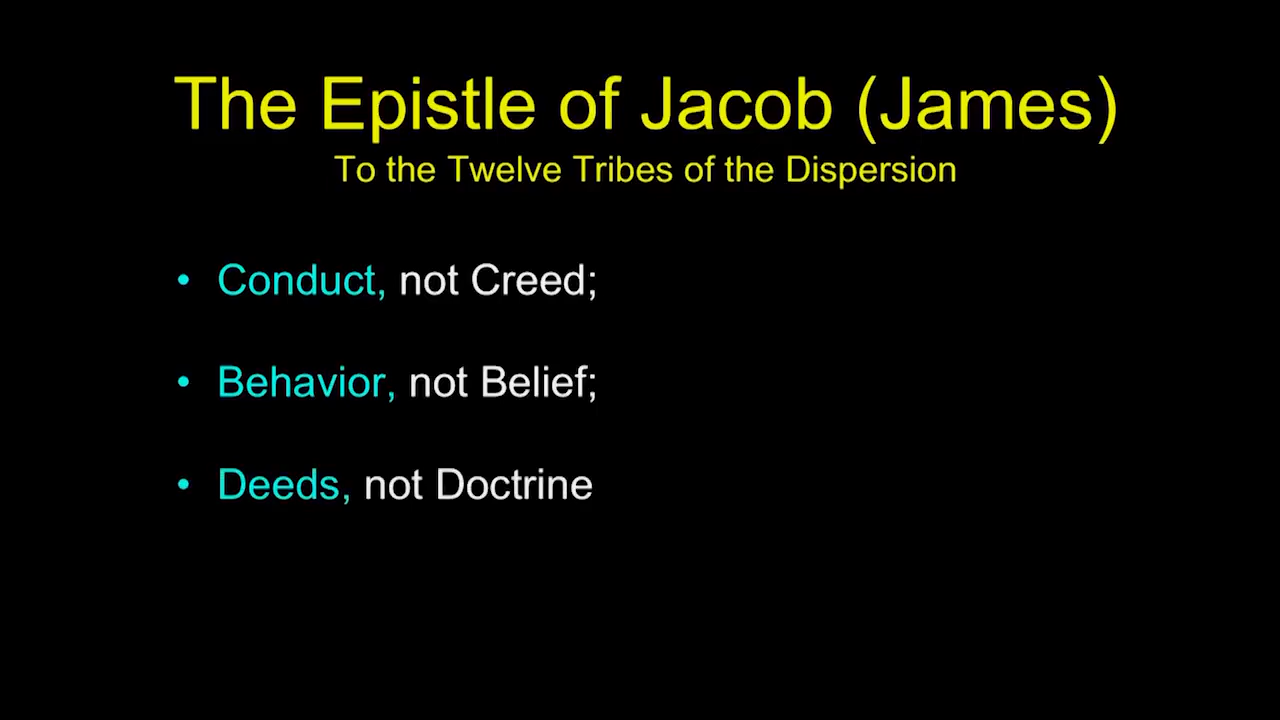 The Epistle of Jacob (James)
To the Twelve Tribes of the Dispersion
• Conduct, not Creed;
• Behavior, not Belief;
• Deeds, not Doctrine